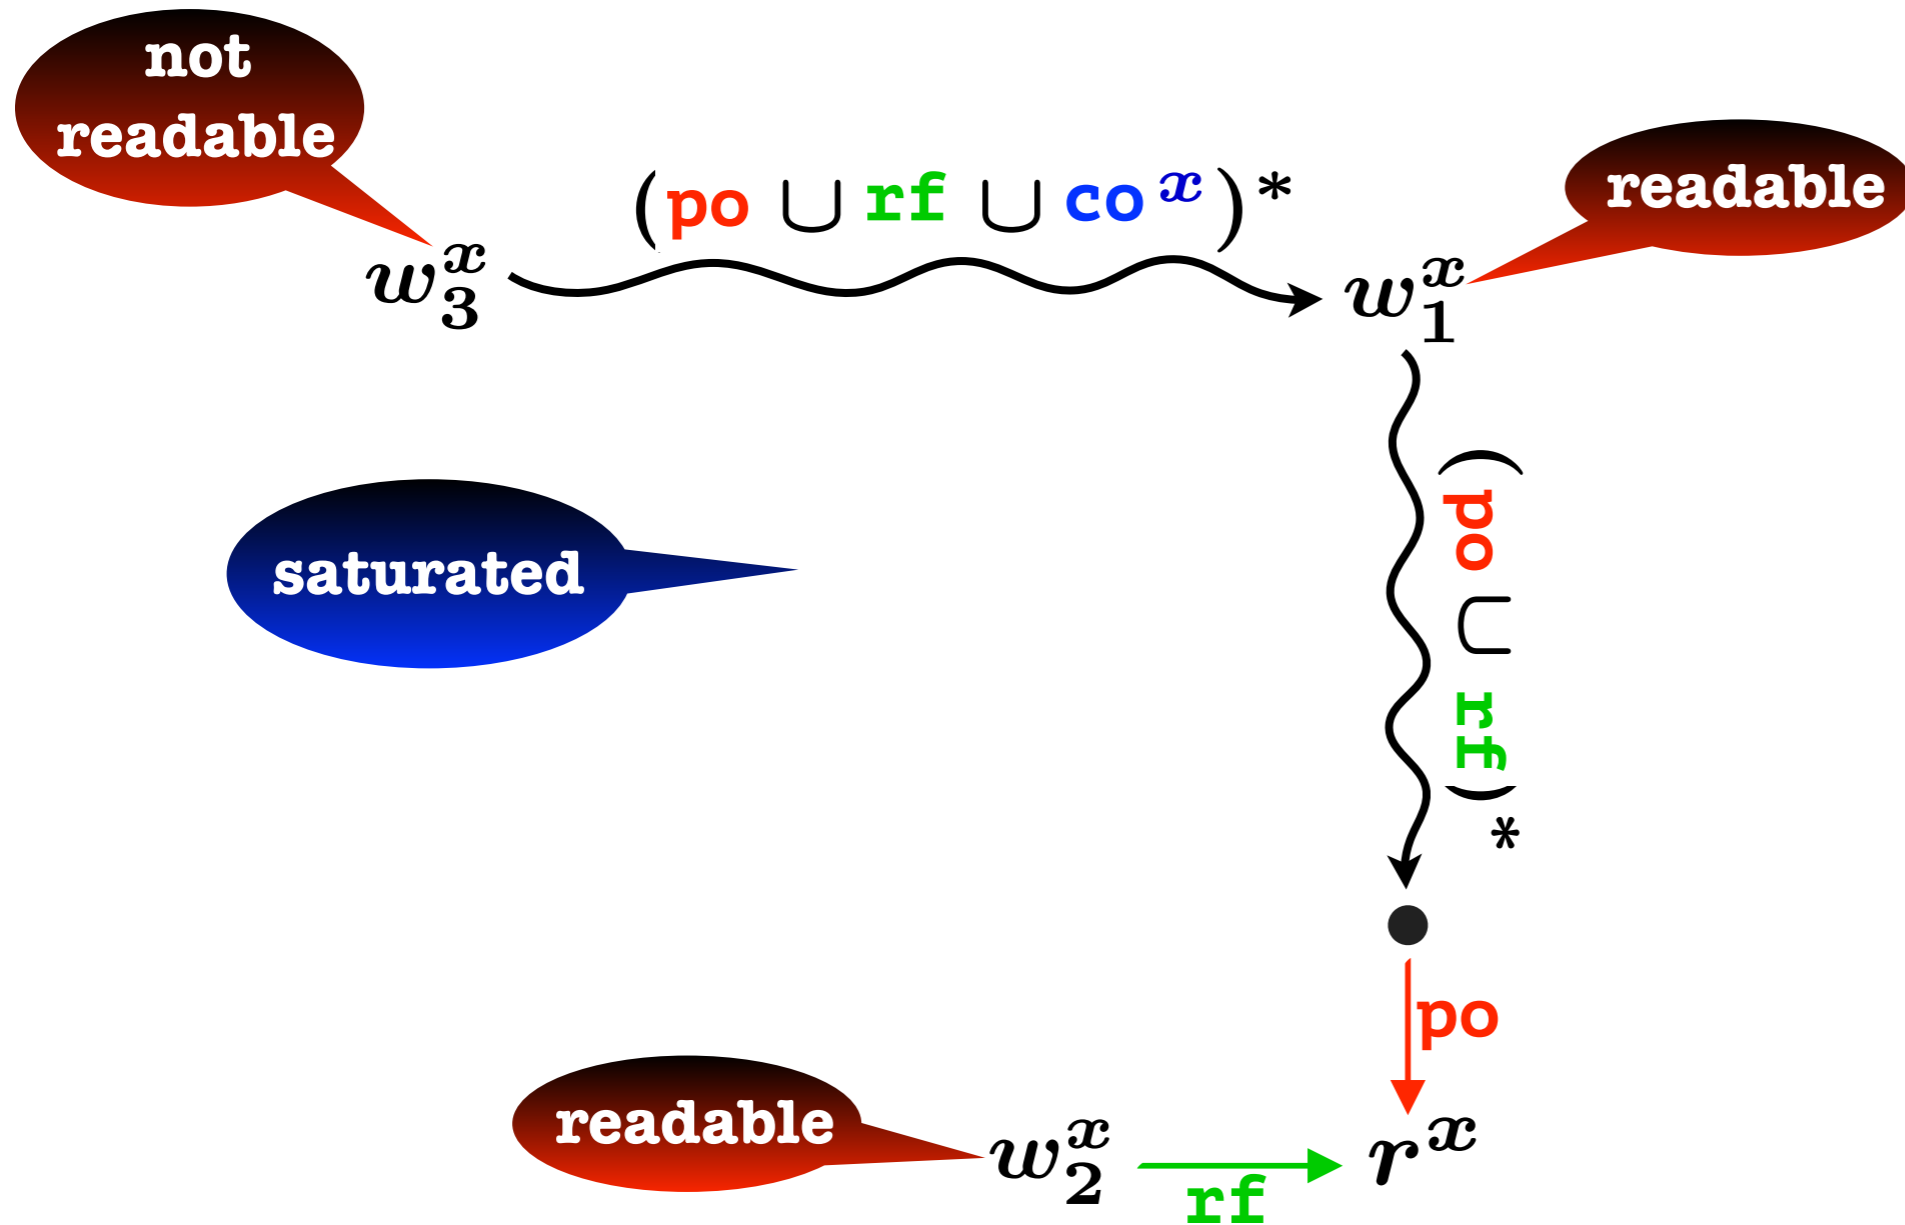 not
readable
(po ∪ rf ∪ co^x)*
readable
w_3^x
w_1^x
(po ∪ rf)*
saturated
po
readable
w_2^x
r^x
rf